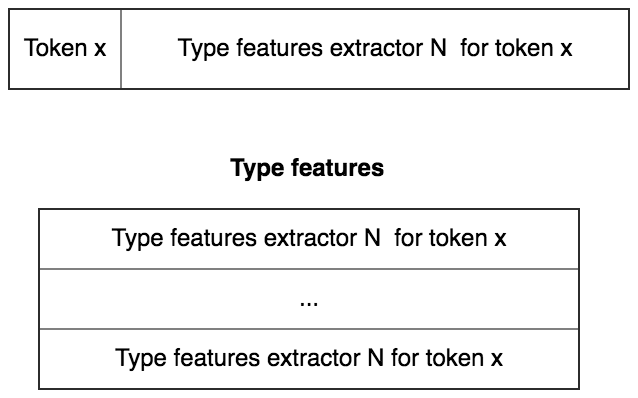 Token x Type features extractor N for token x
Type features
Type features extractor N for token x
...
Type features extractor N for token x